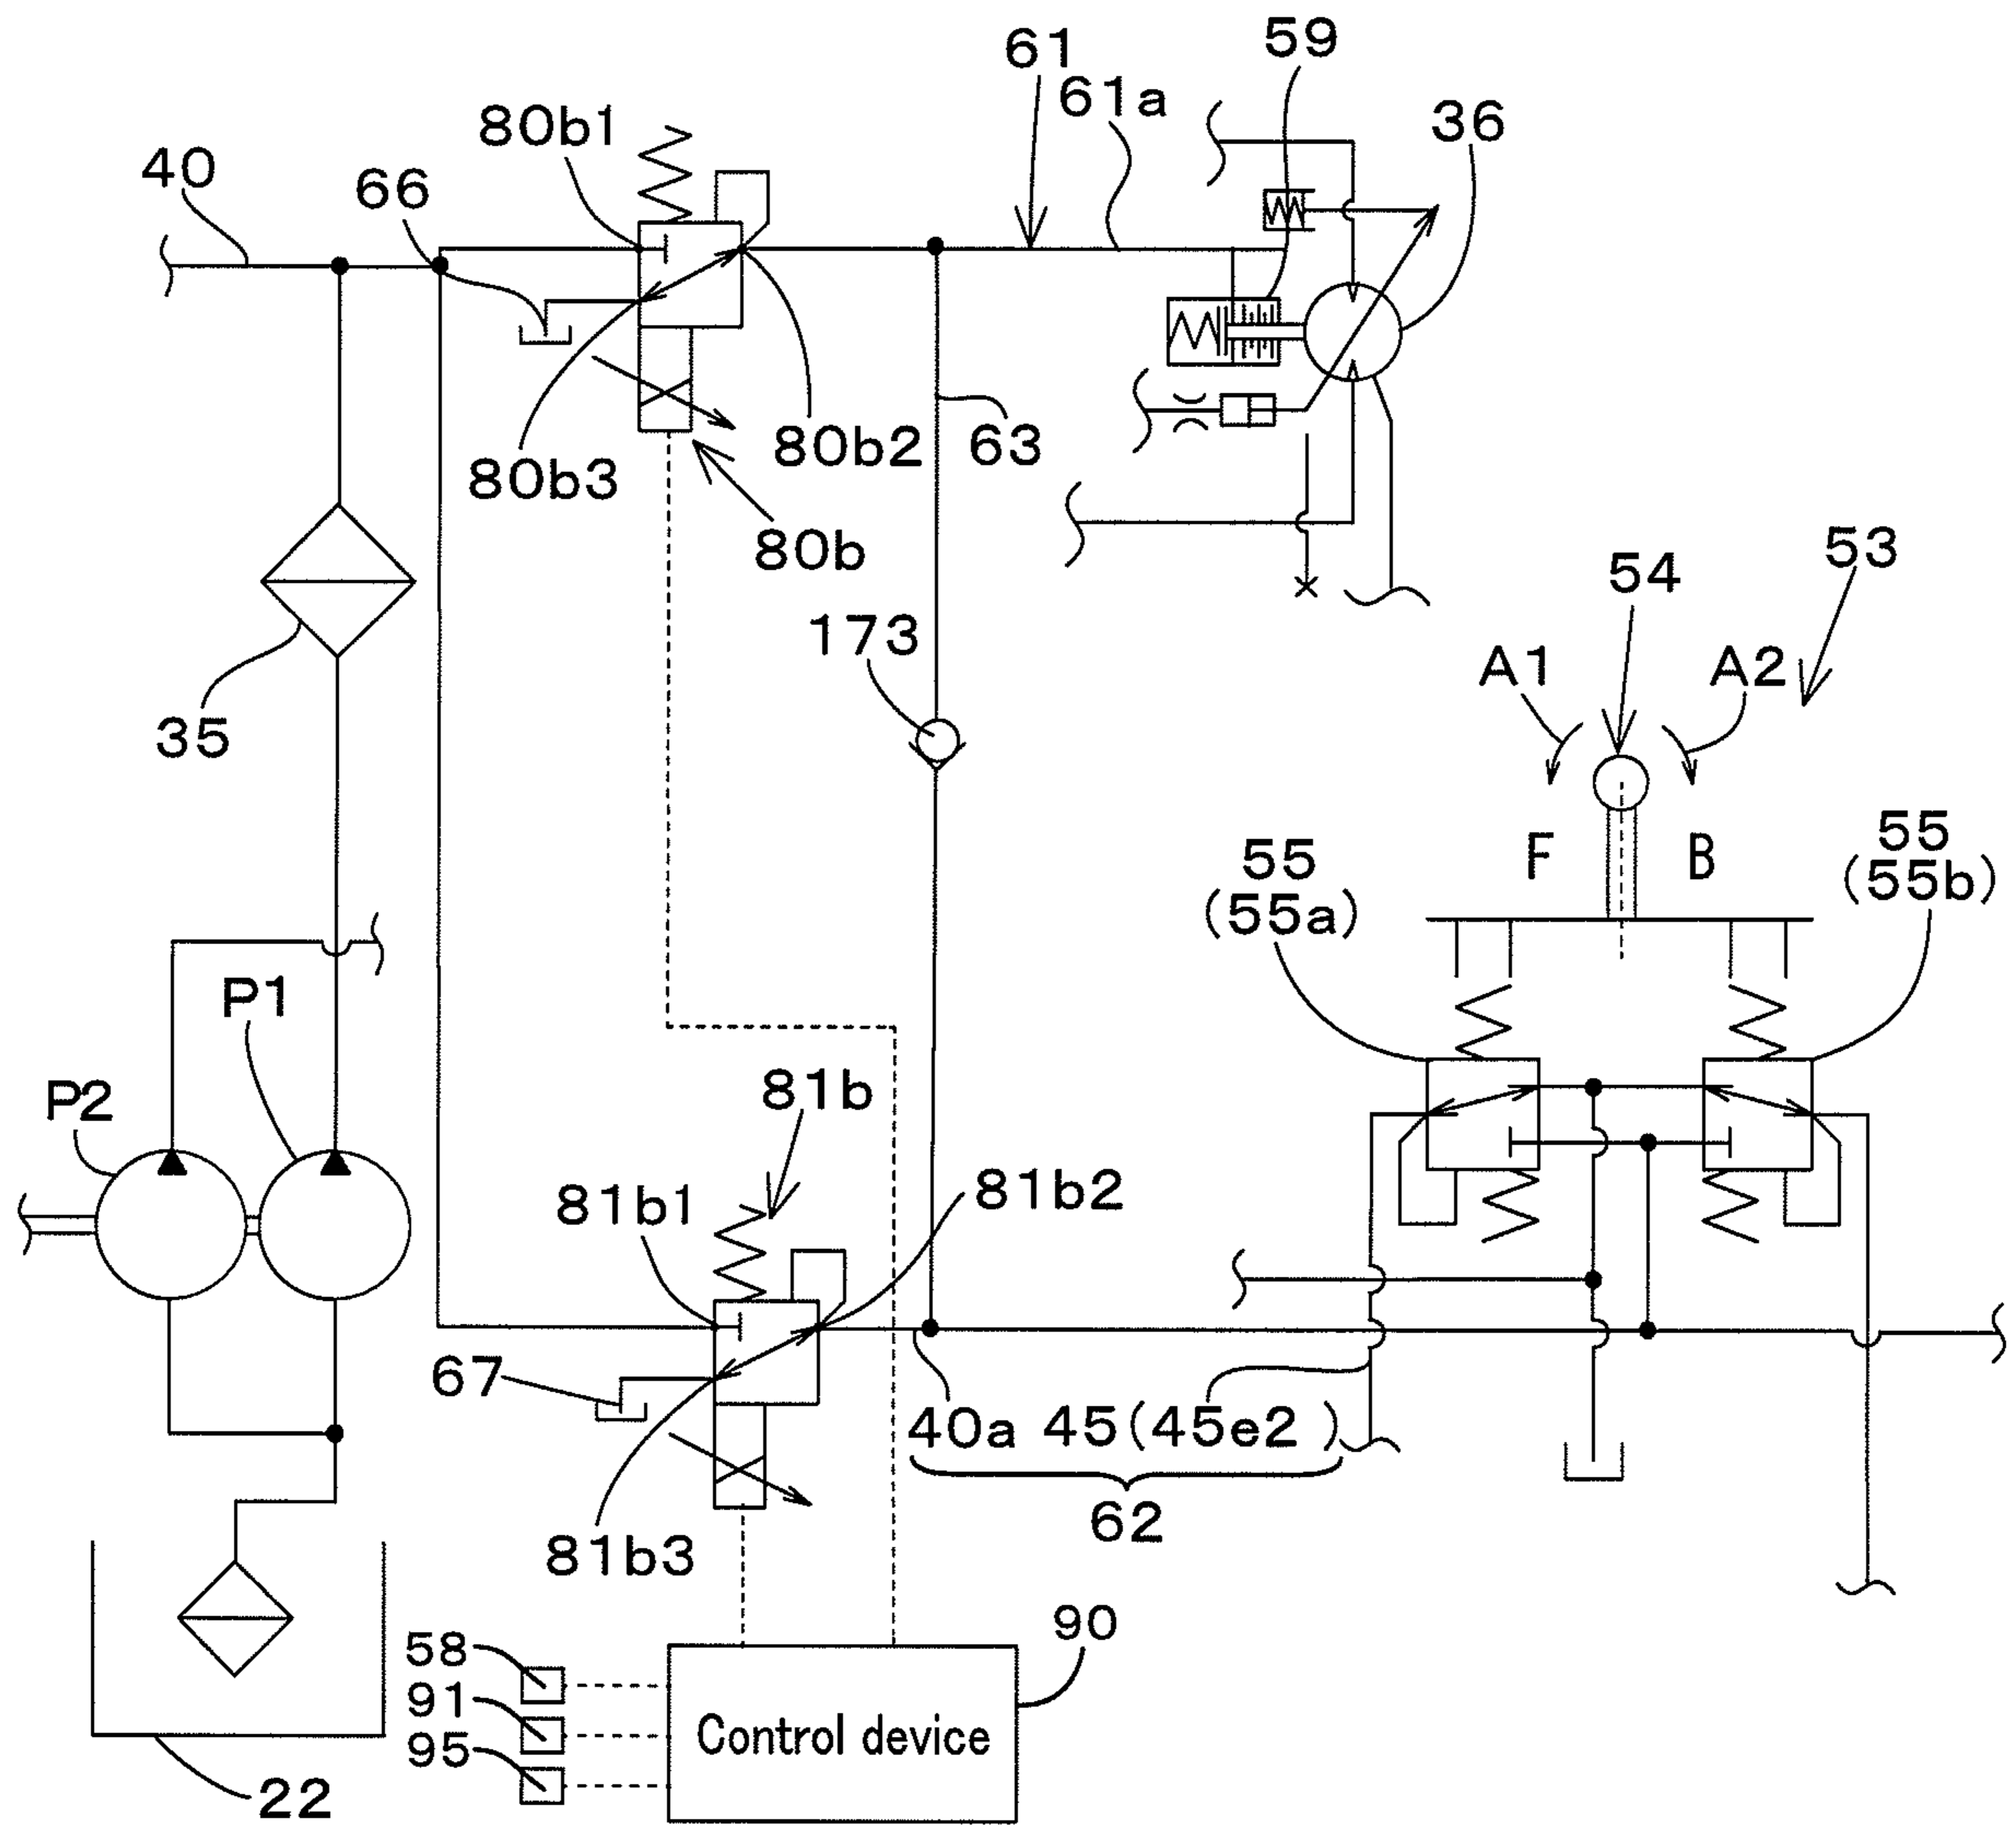 59
61
61a
80b1
36
40
66
80b2
63
80b3
80b
53
54
173
A1
A2
35
F
B
55
(55a)
55
(55b)
P1
P2
81b
81b1
81b2
67
40a 45(45e2 )
62
81b3
90
58
91
95
Control device
22